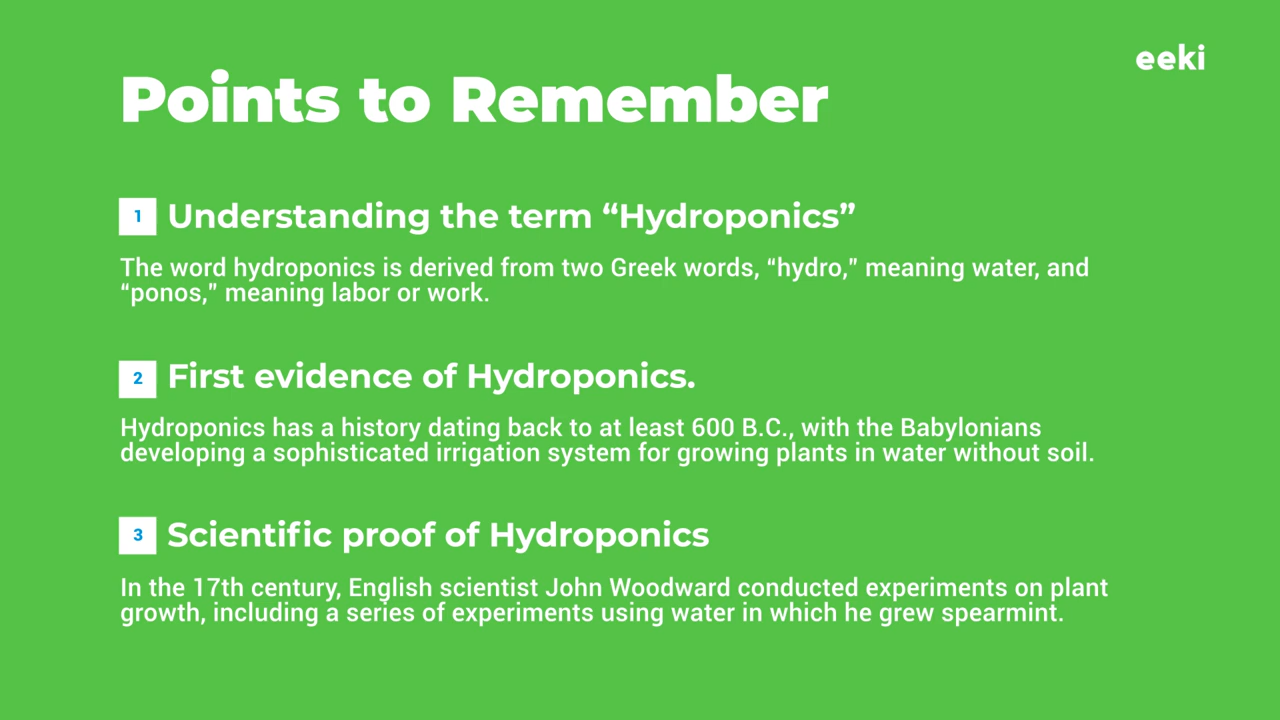 eeki
Points to Remember
1 Understanding the term “Hydroponics”
The word hydroponics is derived from two Greek words, “hydro,” meaning water, and
“ponos,” meaning labor or work.
2 First evidence of Hydroponics.
Hydroponics has a history dating back to at least 600 B.C., with the Babylonians
developing a sophisticated irrigation system for growing plants in water without soil.
3 Scientific proof of Hydroponics
In the 17th century, English scientist John Woodward conducted experiments on plant
growth, including a series of experiments using water in which he grew spearmint.